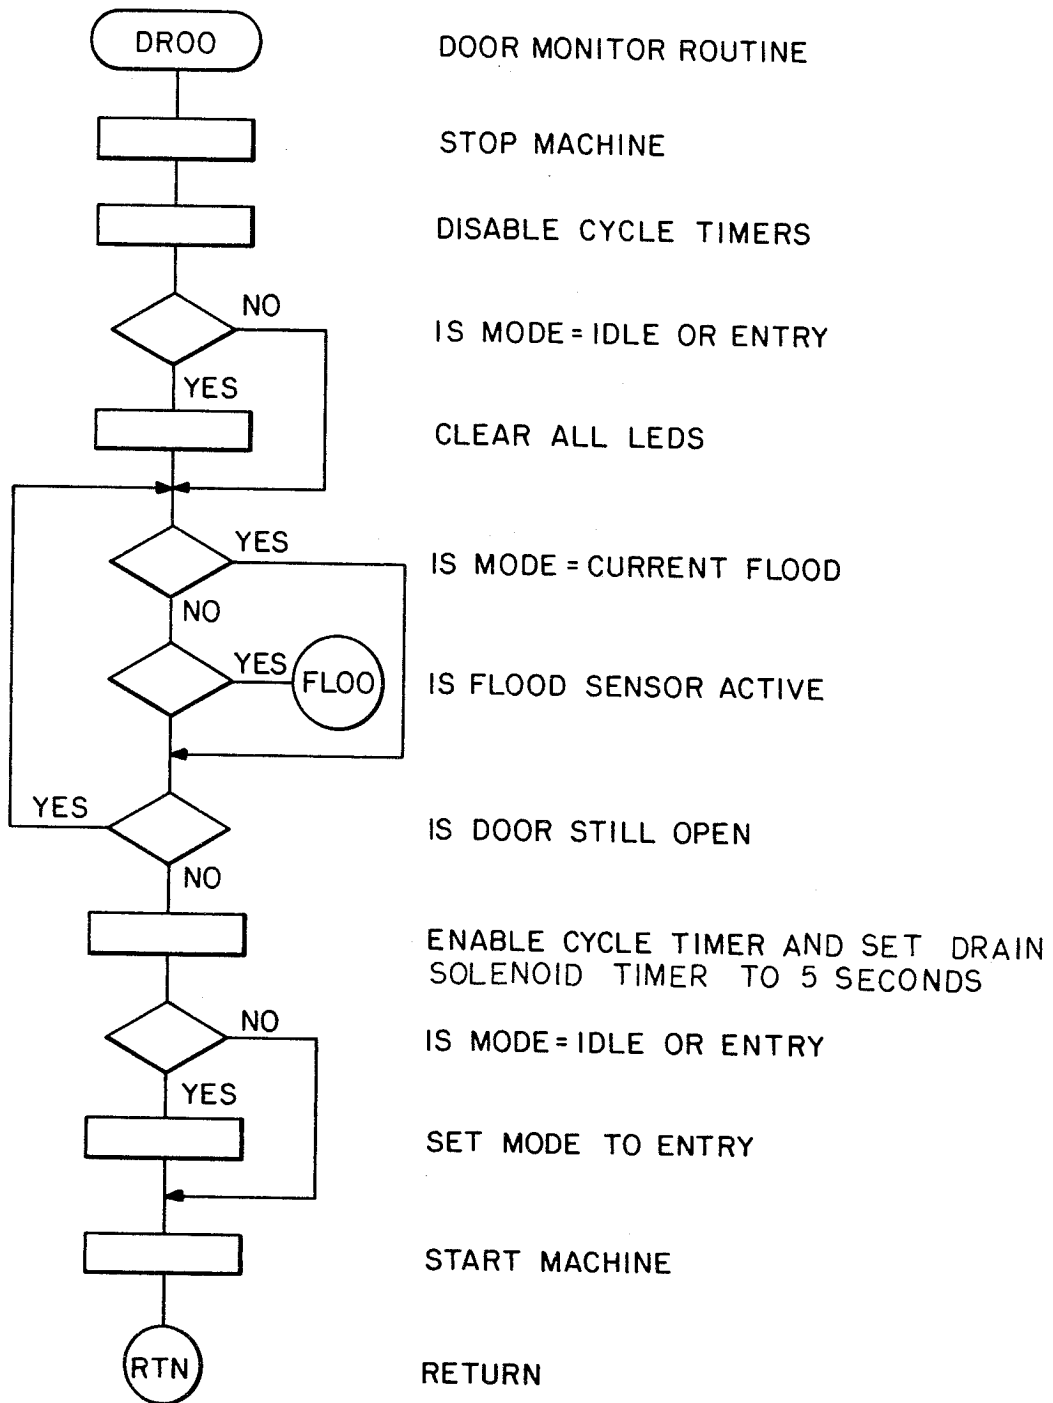 DROO
DOOR MONITOR ROUTINE
STOP MACHINE
DISABLE CYCLE TIMERS
NO
IS MODE = IDLE OR ENTRY
YES
CLEAR ALL LEDS
YES
IS MODE = CURRENT FLOOD
NO
YES
FLOO
IS FLOOD SENSOR ACTIVE
YES
IS DOOR STILL OPEN
NO
ENABLE CYCLE TIMER AND SET DRAIN
SOLENOID TIMER TO 5 SECONDS
NO
IS MODE = IDLE OR ENTRY
YES
SET MODE TO ENTRY
START MACHINE
RTN
RETURN